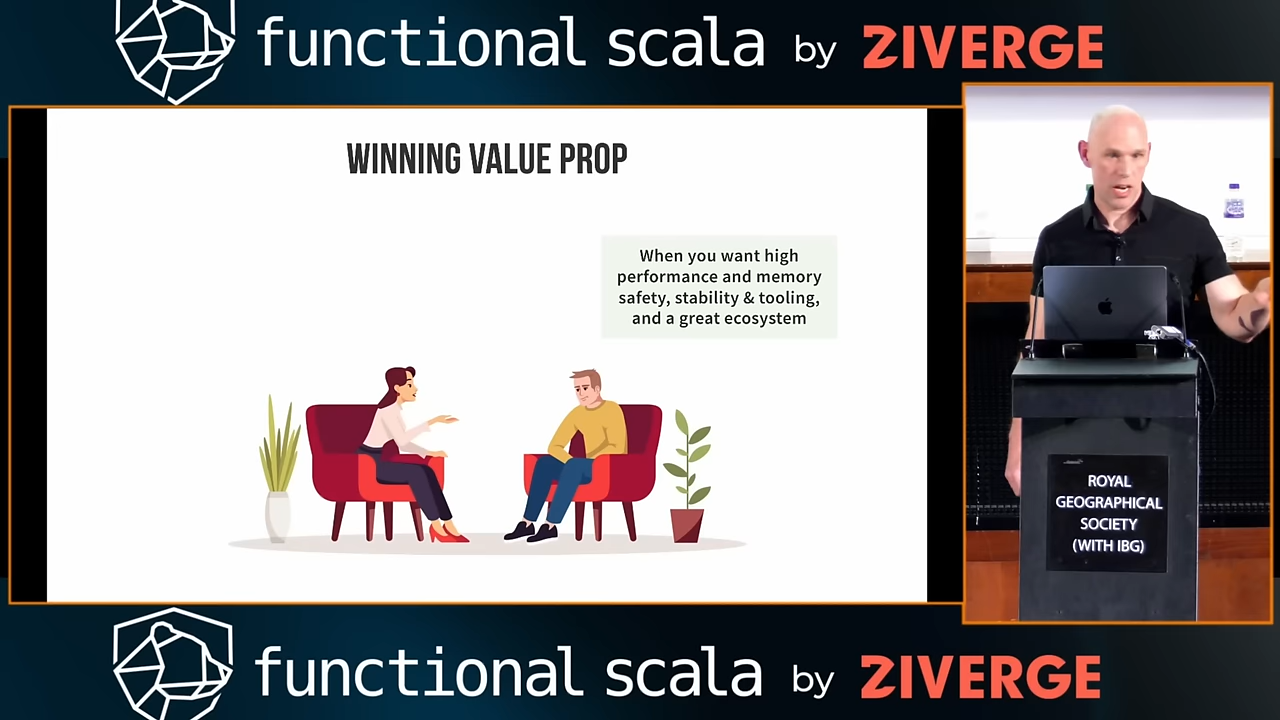 functional scala by ZIVERGE
WINNING VALUE PROP
When you want high
performance and memory
safety, stability & tooling,
and a great ecosystem
ROYAL
GEOGRAPHICAL
SOCIETY
(WITH IBG)
functional scala by ZIVERGE